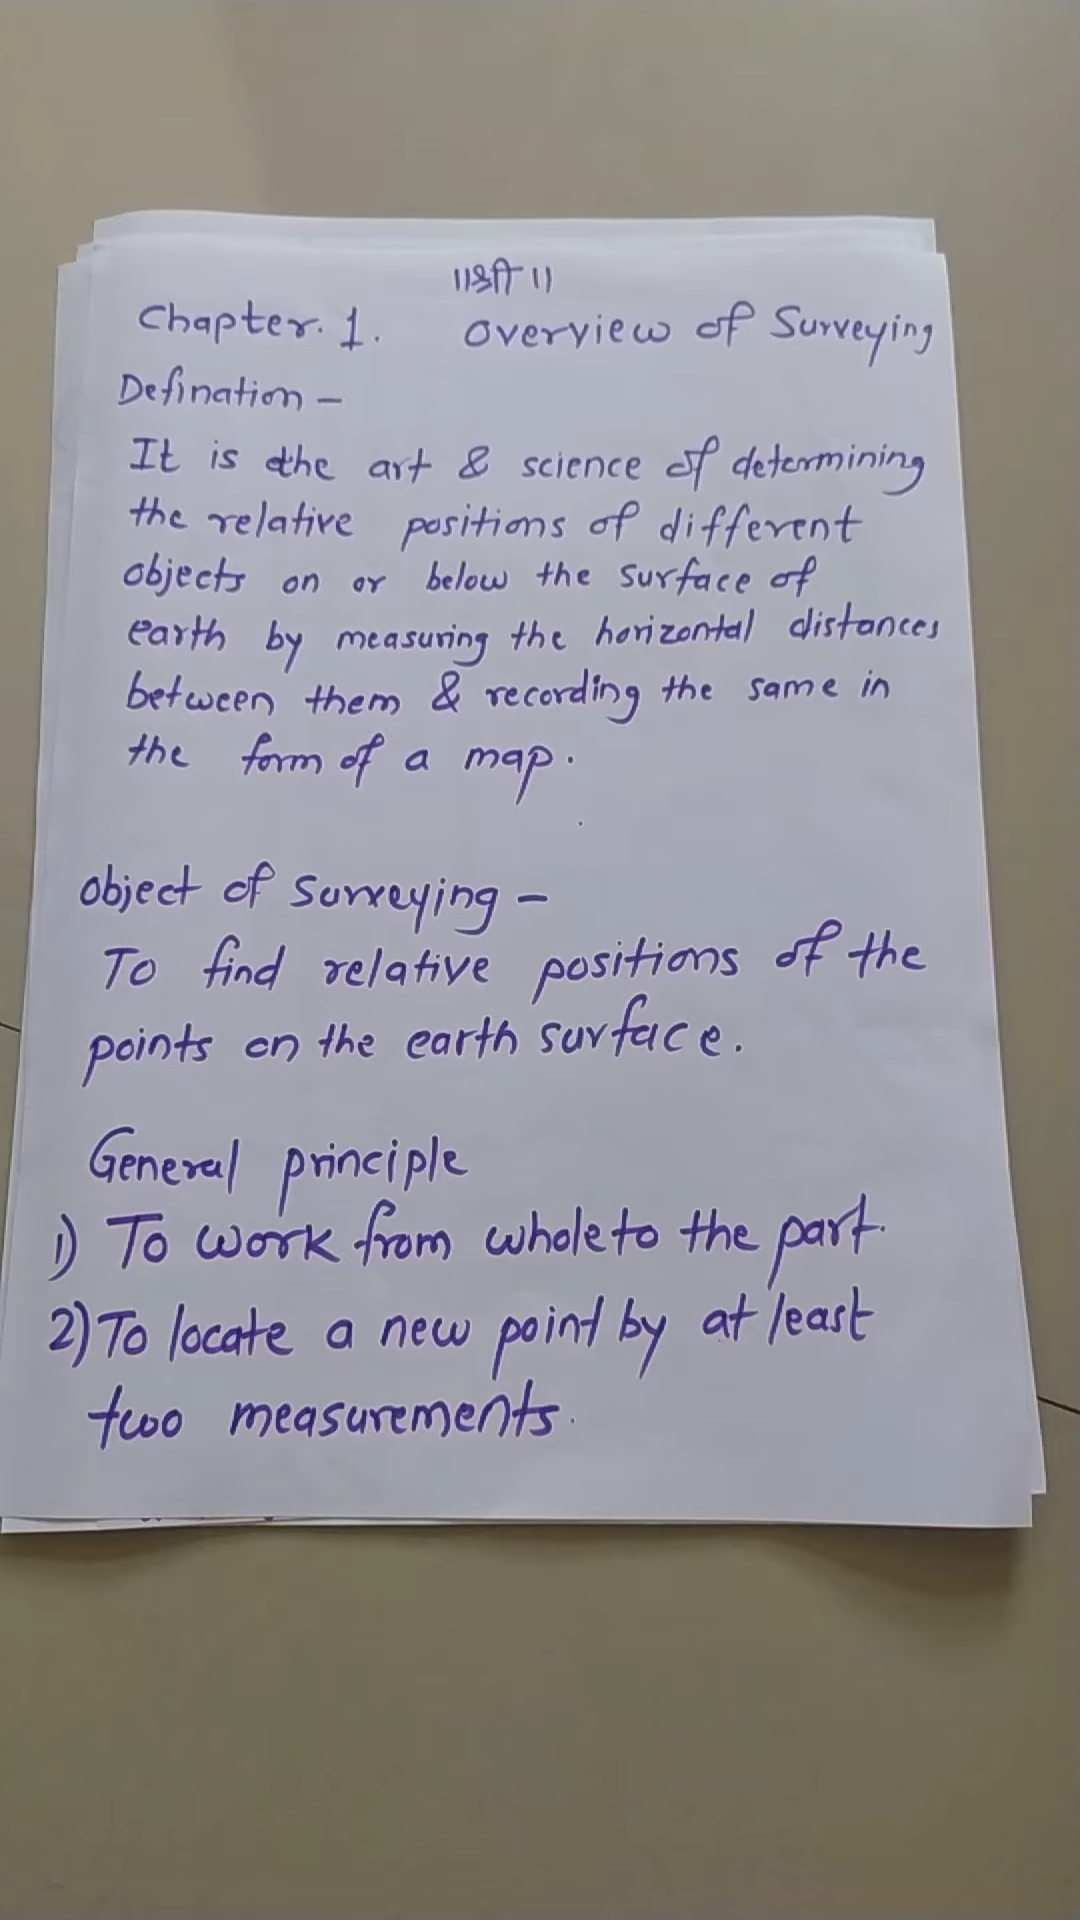 ॥श्री॥
Chapter. 1. Overview of Surveying
Defination –
It is the art & science of determining
the relative positions of different
objects on or below the surface of
earth by measuring the horizontal distances
between them & recording the same in
the form of a map.
object of Surveying –
To find relative positions of the
points on the earth surface.
General principle
1) To work from whole to the part.
2) To locate a new point by at least
two measurements.